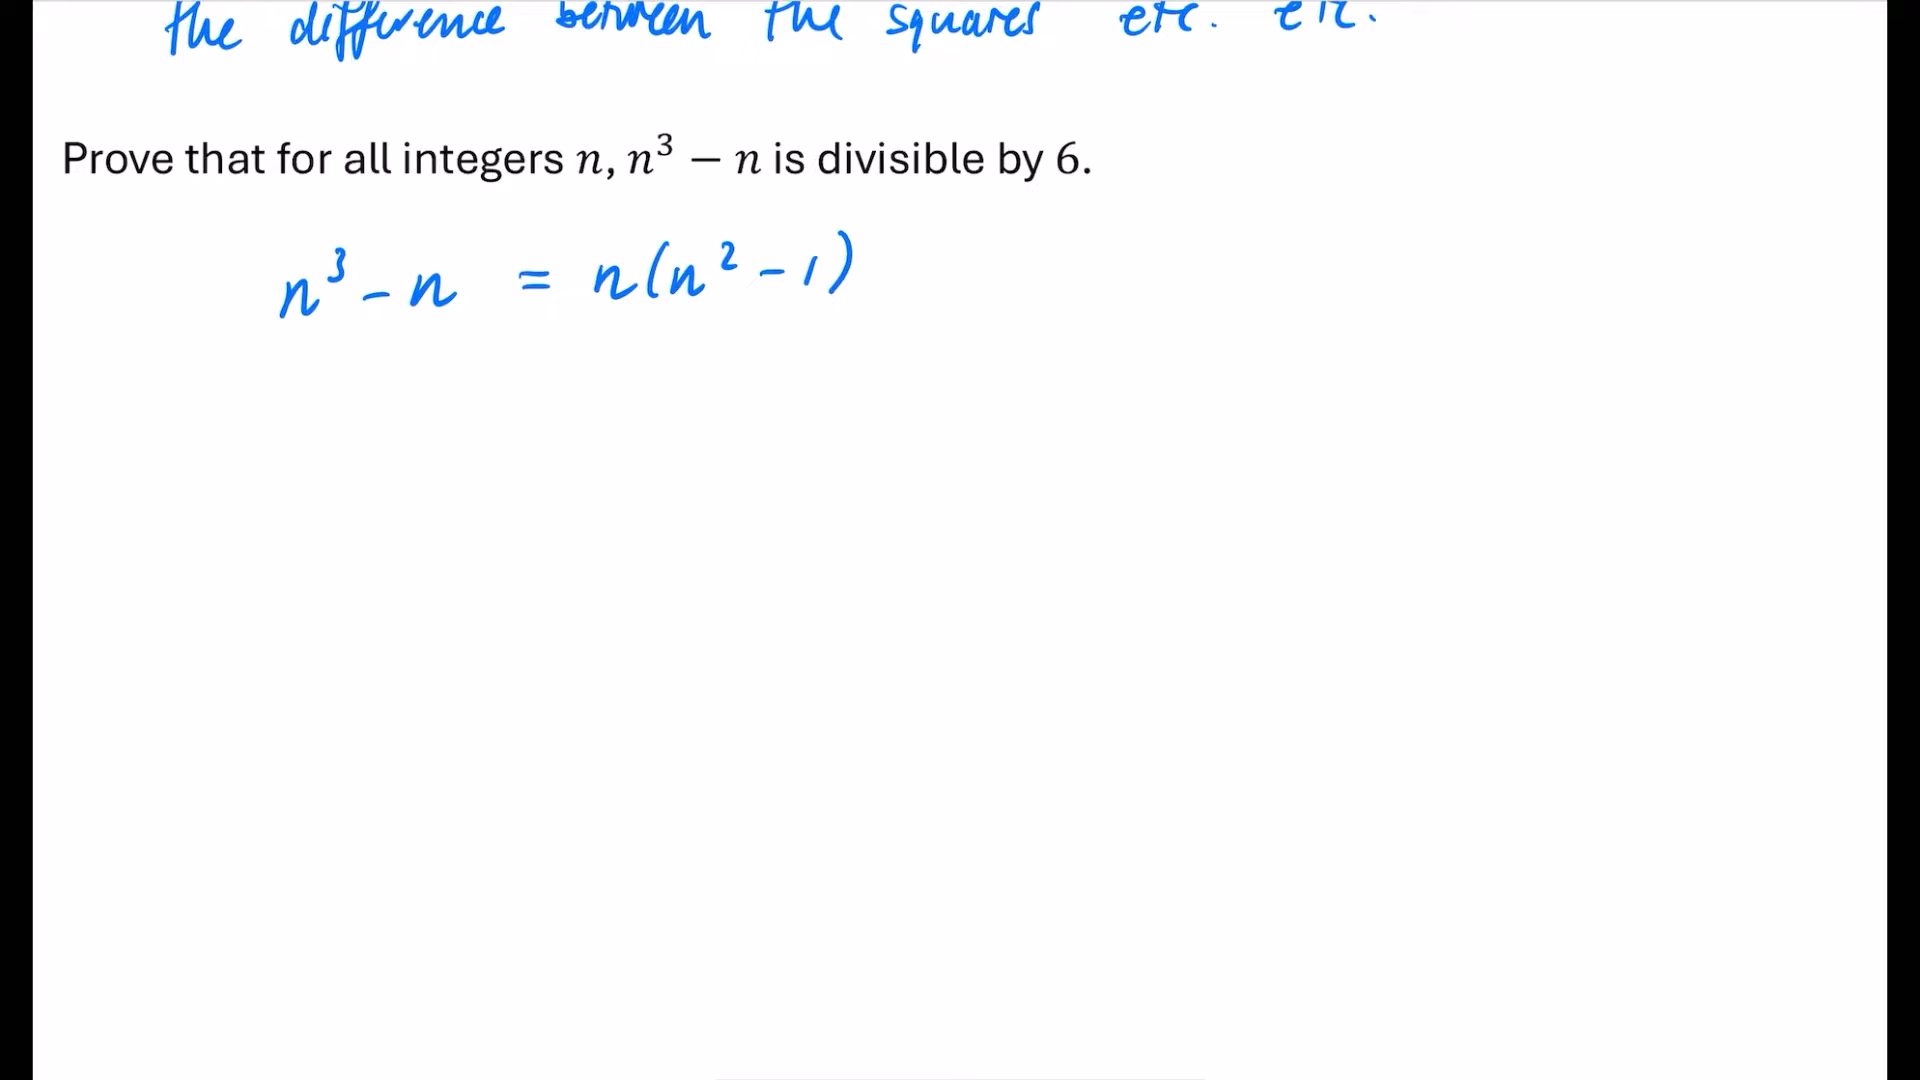 the difference between the squares etc. etc.
Prove that for all integers n, n³ − n is divisible by 6.
n³ - n = n(n² - 1)